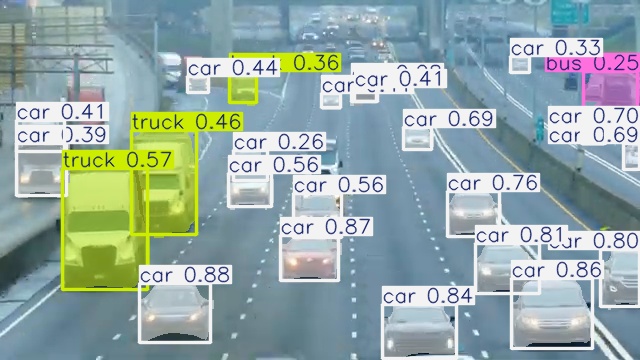 car 0.33
bus 0.25
car 0.44
0.36
car 0.41
car 0.41
car 0.39
truck 0.46
car 0.69
car 0.70
car 0.69
car 0.26
truck 0.57
car 0.56
car 0.56
car 0.76
car 0.87
car 0.81
car 0.80
car 0.88
car 0.86
car 0.84